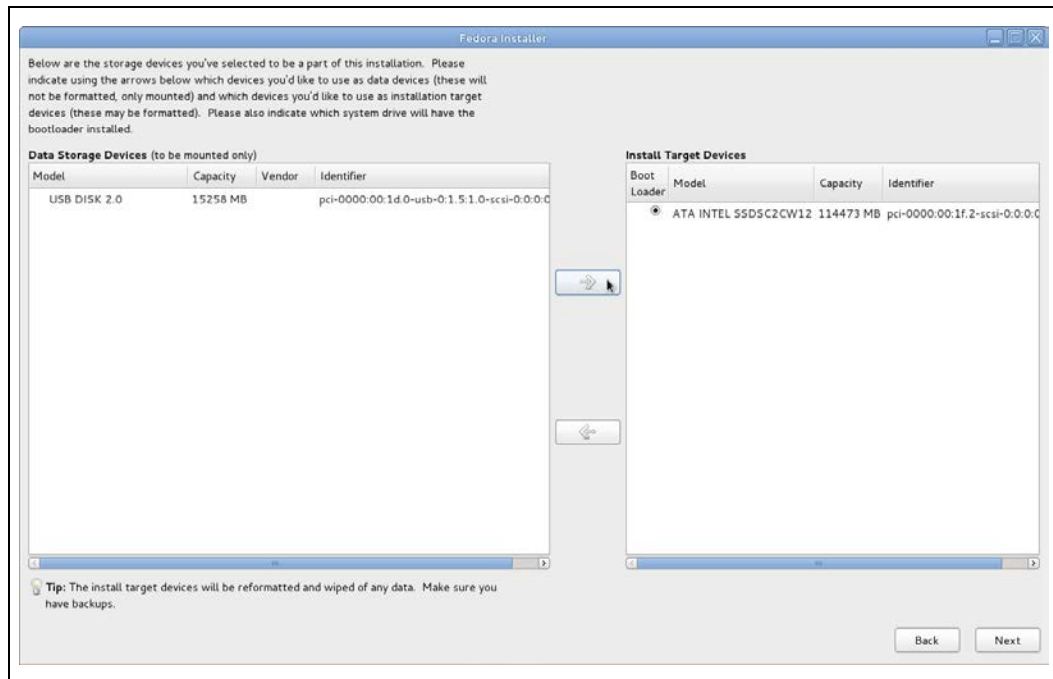 Fedora Installer
Below are the storage devices you've selected to be a part of this installation. Please
indicate using the arrows below which devices you'd like to use as data devices (these will
not be formatted, only mounted) and which devices you'd like to use as installation target
devices (these may be formatted). Please also indicate which system drive will have the
bootloader installed.
Data Storage Devices (to be mounted only)
Model Capacity Vendor Identifier
USB DISK 2.0 15258 MB pci-0000:00:1d.0-usb-0:1.5:1.0-scsi-0:0:0:0
Install Target Devices
Boot
Loader Model Capacity Identifier
ATA INTEL SSDSC2CW12 114473 MB pci-0000:00:1f.2-scsi-0:0:0:0
Tip: The install target devices will be reformatted and wiped of any data. Make sure you
have backups.
Back Next